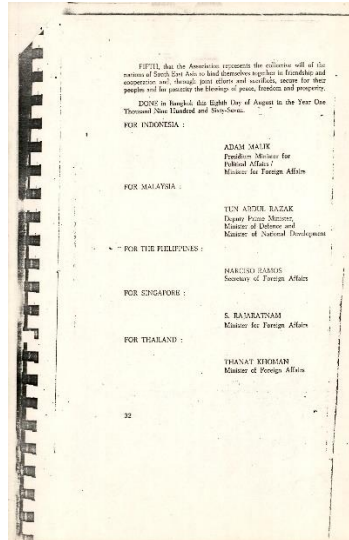 FIFTH, that the Association represents the collective will of the
nations of South East Asia to bind themselves together in friendship and
cooperation and, through joint efforts and sacrifices, secure for their
peoples and for posterity the blessings of peace, freedom and prosperity.
DONE in Bangkok this Eighth Day of August in the Year One
Thousand Nine Hundred and Sixty-Seven.
FOR INDONESIA :
ADAM MALIK
Presidium Minister for
Political Affairs /
Minister for Foreign Affairs
FOR MALAYSIA :
TUN ABDUL RAZAK
Deputy Prime Minister,
Minister of Defence and
Minister of National Development
FOR THE PHILIPPINES :
NARCISO RAMOS
Secretary of Foreign Affairs
FOR SINGAPORE :
S. RAJARATNAM
Minister for Foreign Affairs
FOR THAILAND :
THANAT KHOMAN
Minister of Foreign Affairs
32